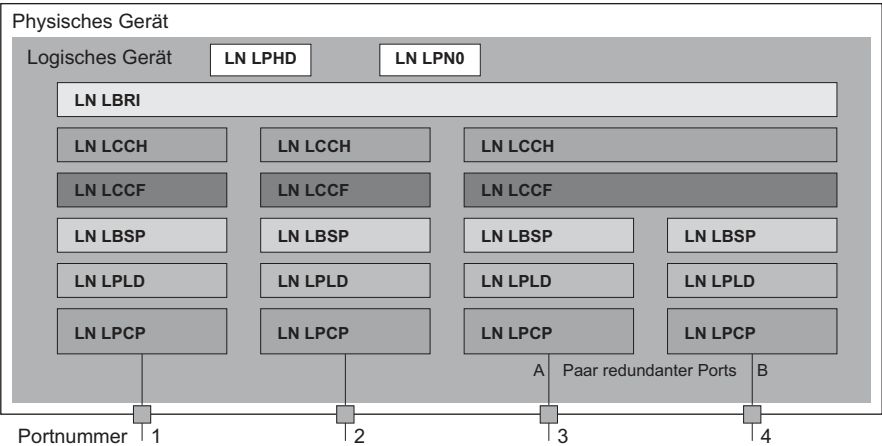 Physisches Gerät
Logisches Gerät LN LPHD LN LPN0
LN LBRI
LN LCCH LN LCCH LN LCCH
LN LCCF LN LCCF LN LCCF
LN LBSP LN LBSP LN LBSP LN LBSP
LN LPLD LN LPLD LN LPLD LN LPLD
LN LPCP LN LPCP LN LPCP LN LPCP
A Paar redundanter Ports B
Portnummer 1 2 3 4